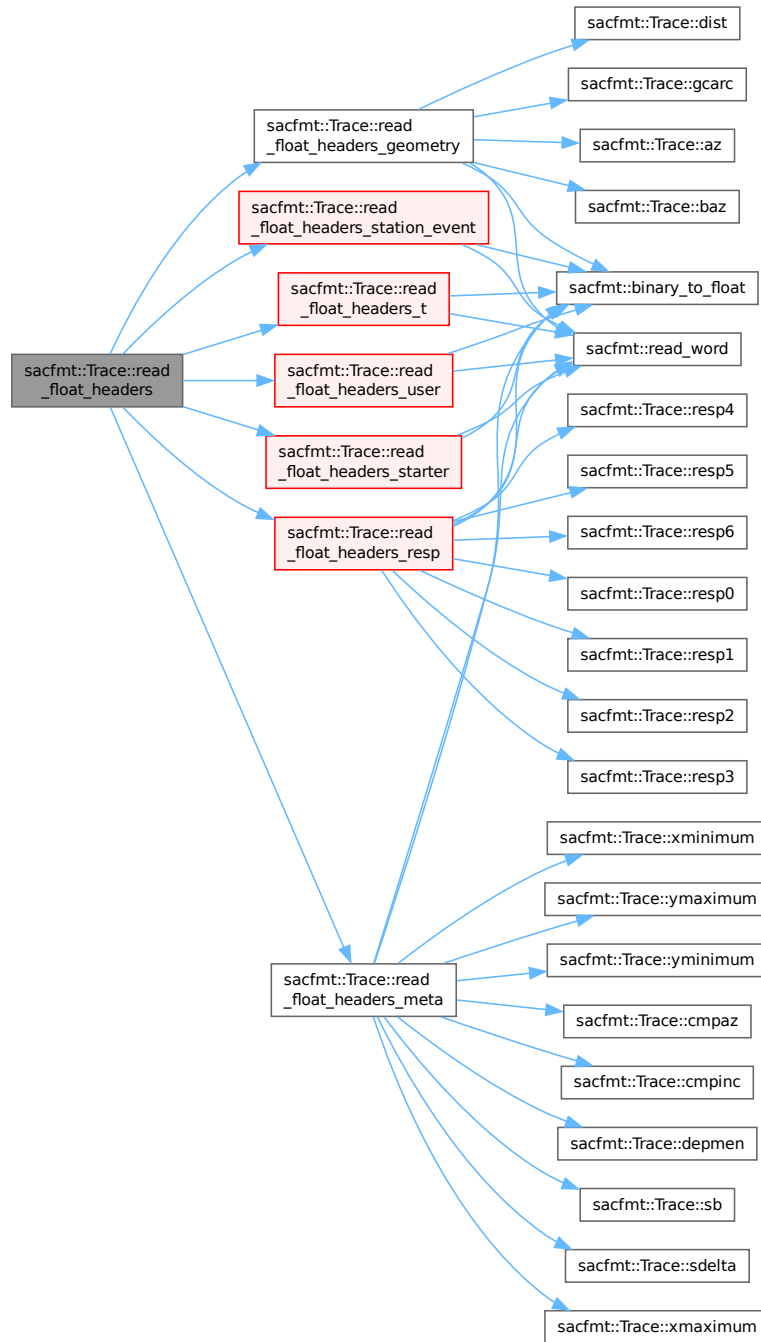 sacfmt::Trace::read
_float_headers
sacfmt::Trace::read
_float_headers_geometry
sacfmt::Trace::read
_float_headers_station_event
sacfmt::Trace::read
_float_headers_t
sacfmt::Trace::read
_float_headers_user
sacfmt::Trace::read
_float_headers_starter
sacfmt::Trace::read
_float_headers_resp
sacfmt::Trace::read
_float_headers_meta
sacfmt::Trace::dist
sacfmt::Trace::gcarc
sacfmt::Trace::az
sacfmt::Trace::baz
sacfmt::binary_to_float
sacfmt::read_word
sacfmt::Trace::resp4
sacfmt::Trace::resp5
sacfmt::Trace::resp6
sacfmt::Trace::resp0
sacfmt::Trace::resp1
sacfmt::Trace::resp2
sacfmt::Trace::resp3
sacfmt::Trace::xminimum
sacfmt::Trace::ymaximum
sacfmt::Trace::yminimum
sacfmt::Trace::cmpaz
sacfmt::Trace::cmpinc
sacfmt::Trace::depmen
sacfmt::Trace::sb
sacfmt::Trace::sdelta
sacfmt::Trace::xmaximum